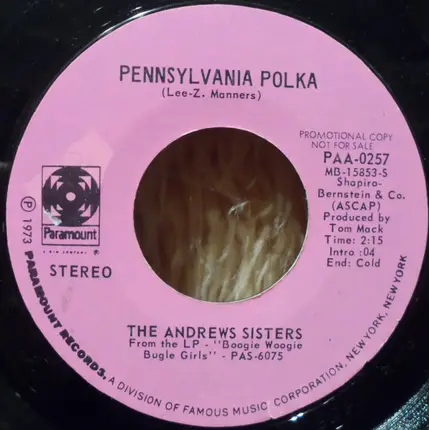 PENNSYLVANIA POLKA
(Lee-Z. Manners)
PROMOTIONAL COPY
NOT FOR SALE
PAA-0257
MB-15853-S
Shapiro-
Bernstein & Co.
(ASCAP)
Produced by
Tom Mack
Time: 2:15
Intro :04
End: Cold
Paramount
STEREO
℗ 1973 PARAMOUNT RECORDS, A DIVISION OF FAMOUS MUSIC CORPORATION, NEW YORK, NEW YORK
THE ANDREWS SISTERS
From the LP - "Boogie Woogie
Bugle Girls" - PAS-6075